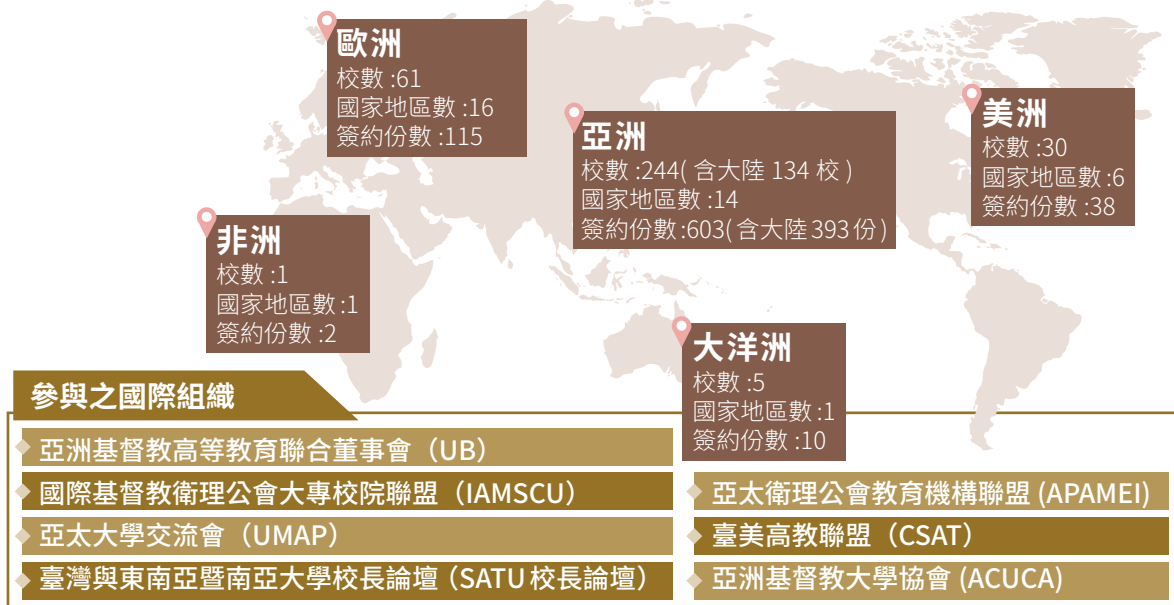 歐洲
校數 :61
國家地區數 :16
簽約份數 :115
亞洲
校數 :244( 含大陸 134 校 )
國家地區數 :14
簽約份數 :603( 含大陸 393 份 )
美洲
校數 :30
國家地區數 :6
簽約份數 :38
非洲
校數 :1
國家地區數 :1
簽約份數 :2
大洋洲
校數 :5
國家地區數 :1
簽約份數 :10
參與之國際組織
亞洲基督教高等教育聯合董事會（UB）
國際基督教衛理公會大專校院聯盟（IAMSCU）
亞太大學交流會（UMAP）
臺灣與東南亞暨南亞大學校長論壇（SATU 校長論壇）
亞太衛理公會教育機構聯盟 (APAMEI)
臺美高教聯盟（CSAT）
亞洲基督教大學協會 (ACUCA)